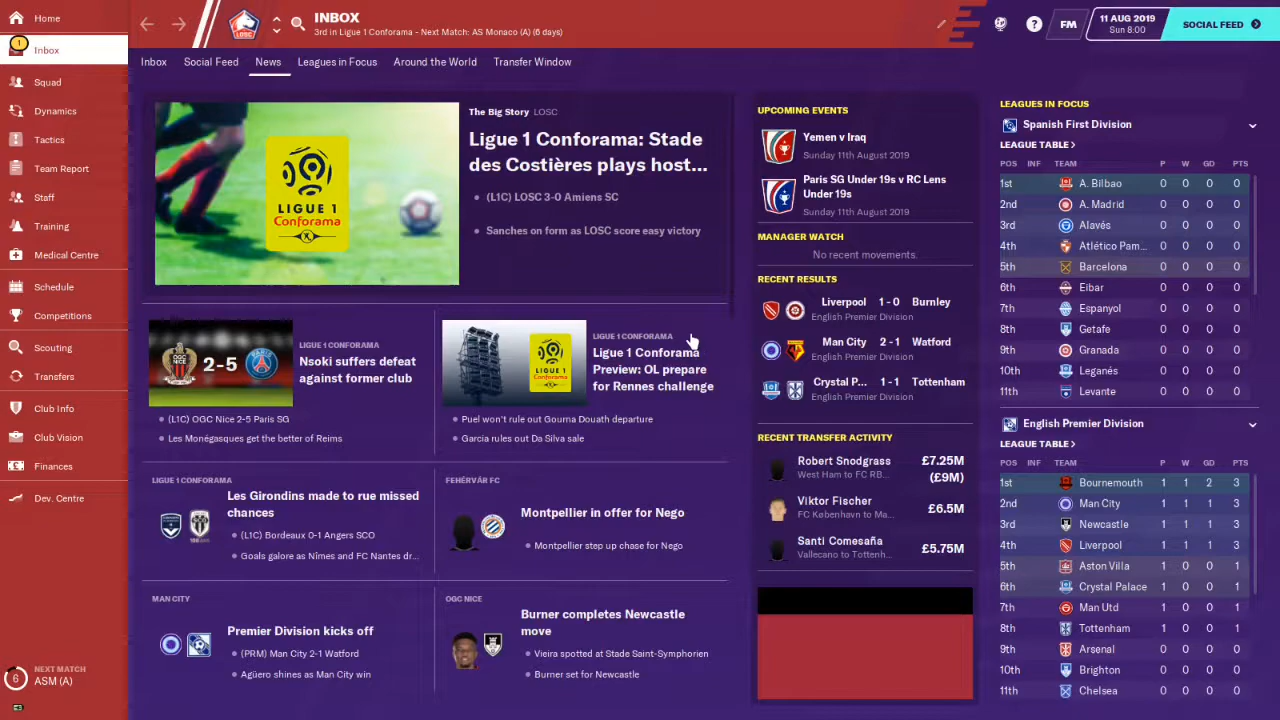 Home
1
Inbox
Squad
Dynamics
Tactics
Team Report
Staff
Training
Medical Centre
Schedule
Competitions
Scouting
Transfers
Club Info
Club Vision
Finances
Dev. Centre
6
NEXT MATCH
ASM (A)
LOSC
INBOX
3rd in Ligue 1 Conforama - Next Match: AS Monaco (A) (6 days)
?
FM
11 AUG 2019
Sun 8:00
SOCIAL FEED
Inbox Social Feed News Leagues in Focus Around the World Transfer Window
LIGUE 1
Conforama
The Big Story LOSC
Ligue 1 Conforama: Stade
des Costières plays host...
(L1C) LOSC 3-0 Amiens SC
Sanches on form as LOSC score easy victory
2-5
LIGUE 1 CONFORAMA
Nsoki suffers defeat
against former club
(L1C) OGC Nice 2-5 Paris SG
Les Monégasques get the better of Reims
LIGUE 1
Conforama
LIGUE 1 CONFORAMA
Ligue 1 Conforama
Preview: OL prepare
for Rennes challenge
Puel won't rule out Gourna Douath departure
Garcia rules out Da Silva sale
LIGUE 1 CONFORAMA
Les Girondins made to rue missed
chances
(L1C) Bordeaux 0-1 Angers SCO
Goals galore as Nîmes and FC Nantes dr...
FEHÉRVÁR FC
Montpellier in offer for Nego
Montpellier step up chase for Nego
MAN CITY
Premier Division kicks off
(PRM) Man City 2-1 Watford
Agüero shines as Man City win
OGC NICE
Burner completes Newcastle
move
Vieira spotted at Stade Saint-Symphorien
Burner set for Newcastle
UPCOMING EVENTS
Yemen v Iraq
Sunday 11th August 2019
Paris SG Under 19s v RC Lens
Under 19s
Sunday 11th August 2019
MANAGER WATCH
No recent movements.
RECENT RESULTS
Liverpool 1 - 0 Burnley
English Premier Division
Man City 2 - 1 Watford
English Premier Division
Crystal P... 1 - 1 Tottenham
English Premier Division
RECENT TRANSFER ACTIVITY
Robert Snodgrass £7.25M
West Ham to FC RB... (£9M)
Viktor Fischer £6.5M
FC København to Ma...
Santi Comesaña £5.75M
Vallecano to Tottenh...
LEAGUES IN FOCUS
Spanish First Division
LEAGUE TABLE >
POS INF TEAM P W GD PTS
1st A. Bilbao 0 0 0 0
2nd A. Madrid 0 0 0 0
3rd Alavés 0 0 0 0
4th Atlético Pam... 0 0 0 0
5th Barcelona 0 0 0 0
6th Eibar 0 0 0 0
7th Espanyol 0 0 0 0
8th Getafe 0 0 0 0
9th Granada 0 0 0 0
10th Leganés 0 0 0 0
11th Levante 0 0 0 0
English Premier Division
LEAGUE TABLE >
POS INF TEAM P W GD PTS
1st Bournemouth 1 1 2 3
2nd Man City 1 1 1 3
3rd Newcastle 1 1 1 3
4th Liverpool 1 1 1 3
5th Aston Villa 1 0 0 1
6th Crystal Palace 1 0 0 1
7th Man Utd 1 0 0 1
8th Tottenham 1 0 0 1
9th Arsenal 0 0 0 0
10th Brighton 0 0 0 0
11th Chelsea 0 0 0 0